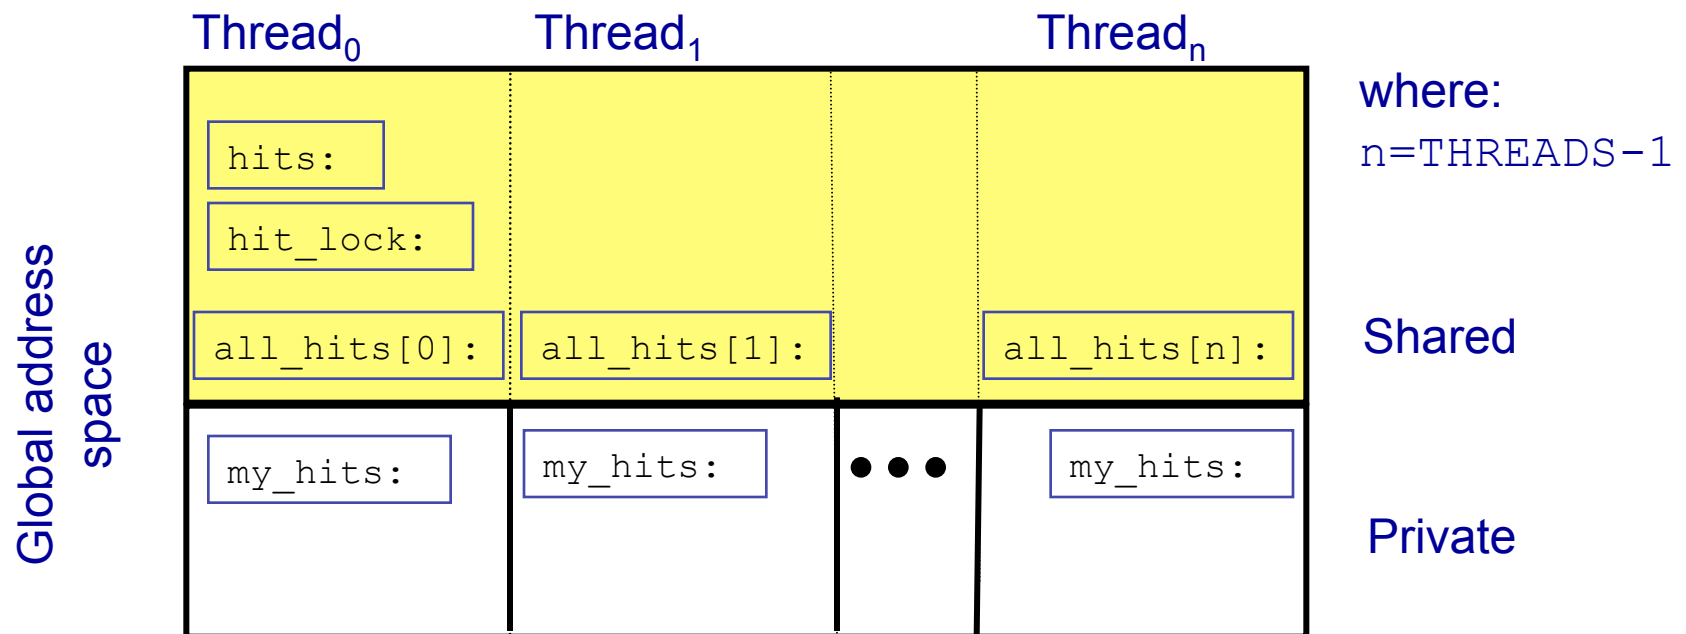 Thread0 Thread1 Threadn
where:
n=THREADS-1
hits:
hit_lock:
all_hits[0]: all_hits[1]: all_hits[n]:
Shared
my_hits: my_hits: ••• my_hits:
Private
Global address
space